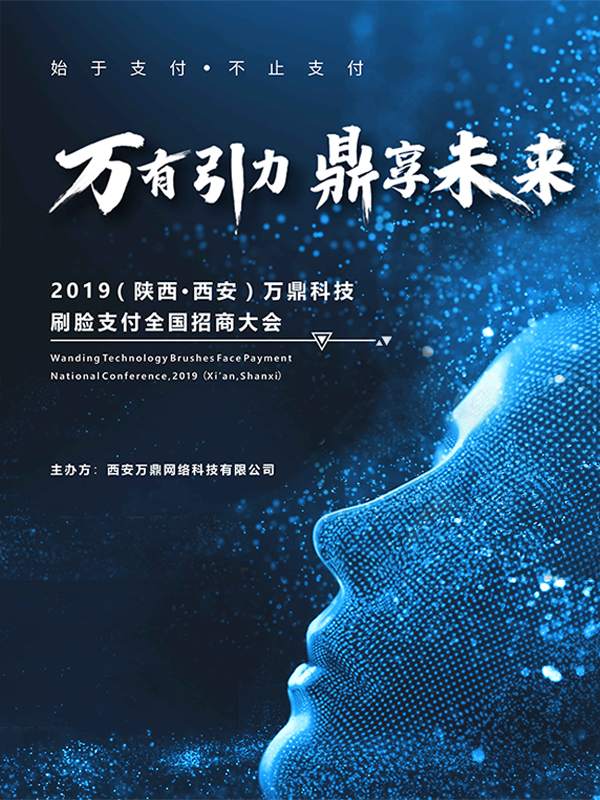 始于支付•不止支付
万有引力 鼎享未来
2019（陕西•西安）万鼎科技
刷脸支付全国招商大会
Wanding Technology Brushes Face Payment
National Conference,2019（Xi'an,Shanxi）
主办方：西安万鼎网络科技有限公司